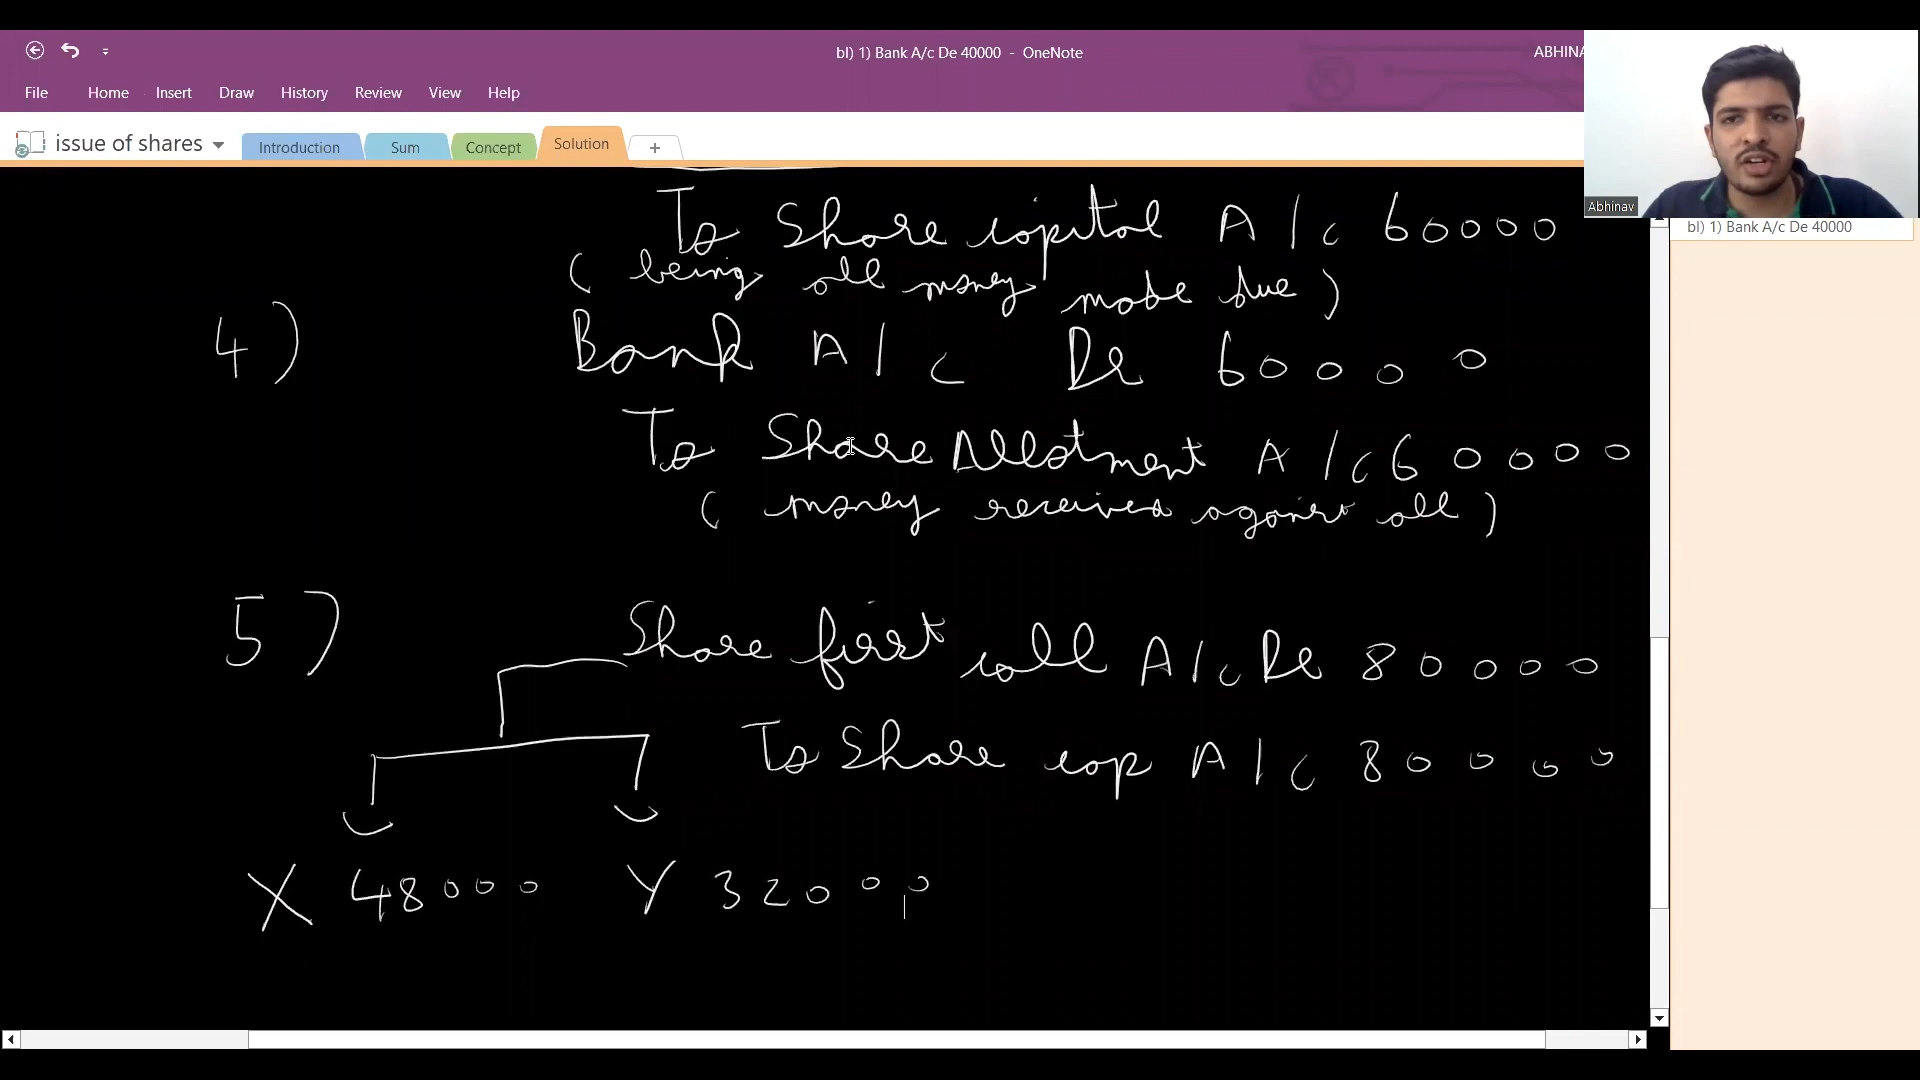 bl) 1) Bank A/c De 40000 - OneNote
ABHINA
File Home Insert Draw History Review View Help
issue of shares Introduction Sum Concept Solution +
Abhinav
bl) 1) Bank A/c De 40000
To Share capital A/c 60000
(being all money made due)
4) Bank A/c Dr 60000
To Share Allotment A/c 60000
(money received against all)
5) Share first call A/c Dr 80000
To Share cap A/c 80000
X 48000 Y 32000